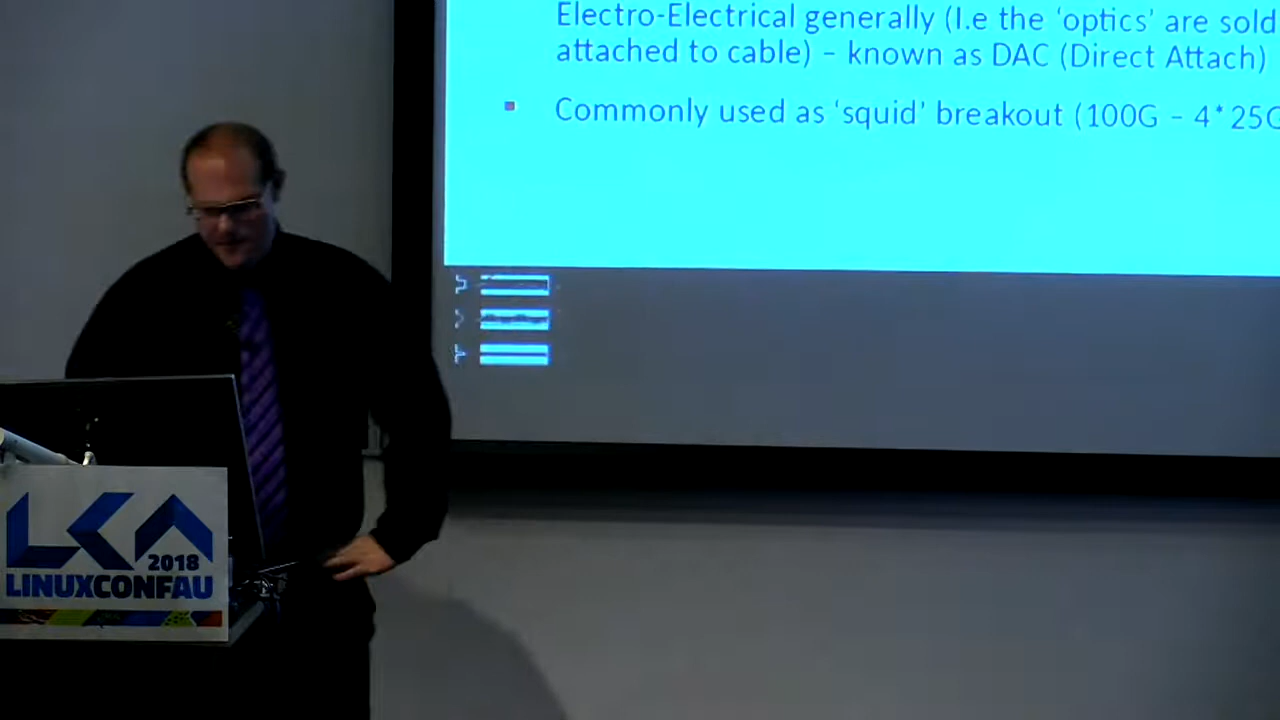 Electro-Electrical generally (I.e the ‘optics’ are sold
attached to cable) – known as DAC (Direct Attach)
Commonly used as ‘squid’ breakout (100G – 4*25G
LCA
2018
LINUXCONFAU